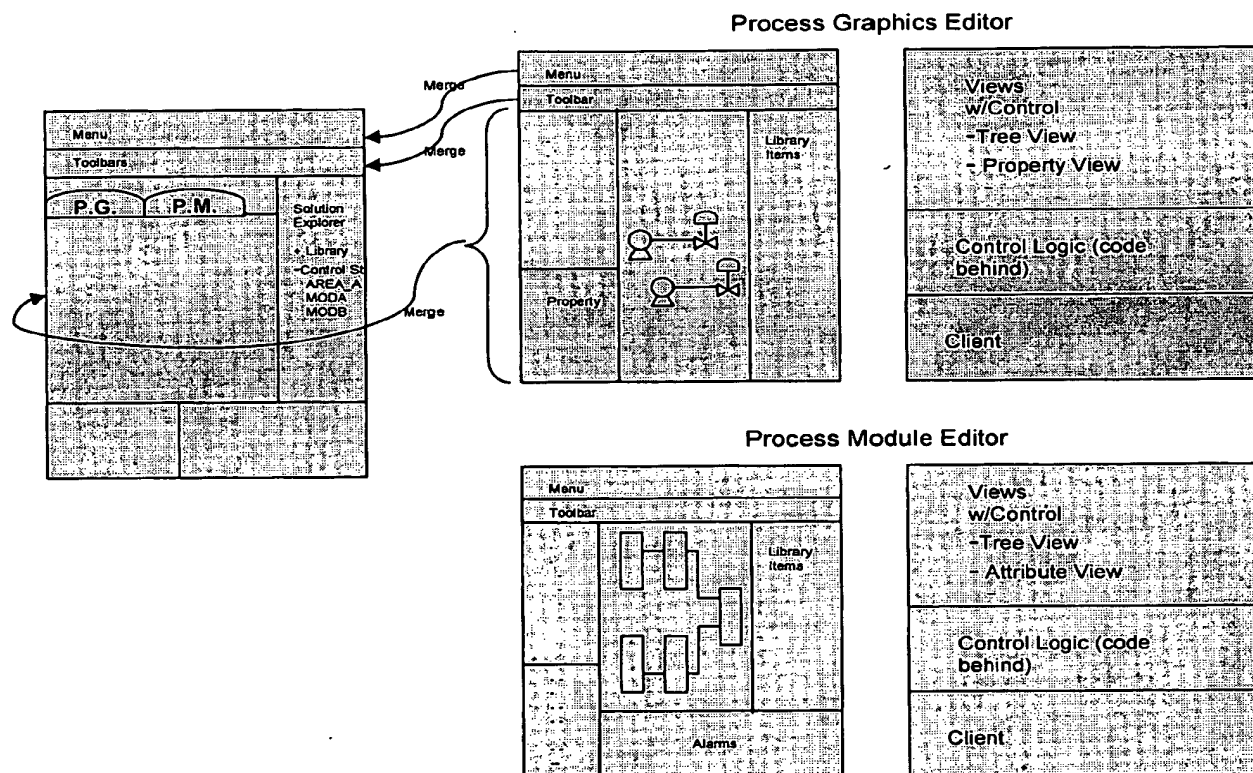 Process Graphics Editor
Menu
Toolbars
P.G.
P.M.
Solution
Explorer
+ Library
-Control St
AREA_A
MODA
MODB
Merge
Merge
Merge
Menu
Toolbar
Library
Items
Property
Views
w/Control
-Tree View
- Property View
Control Logic (code
behind)
Client
Process Module Editor
Menu
Toolbar
Library
Items
Alarms
Views
w/Control
-Tree View
- Attribute View
Control Logic (code
behind)
Client